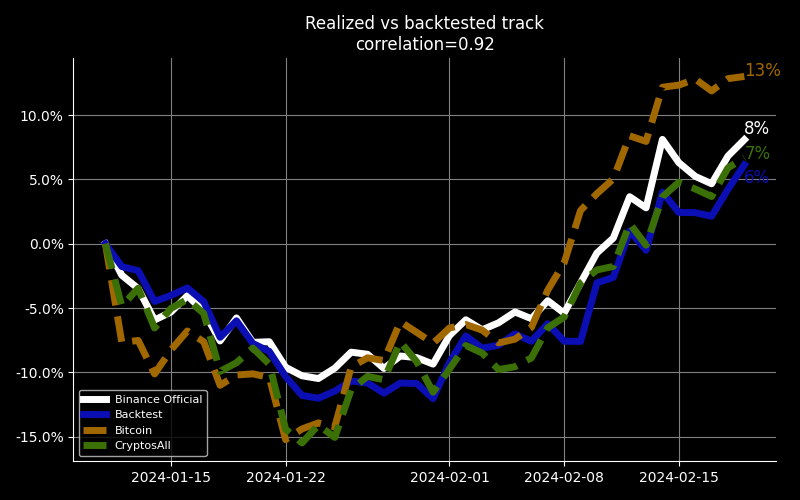 Realized vs backtested track
correlation=0.92
13%
8%
7%
6%
10.0%
5.0%
0.0%
-5.0%
-10.0%
-15.0%
Binance Official
Backtest
Bitcoin
CryptosAll
2024-01-15
2024-01-22
2024-02-01
2024-02-08
2024-02-15